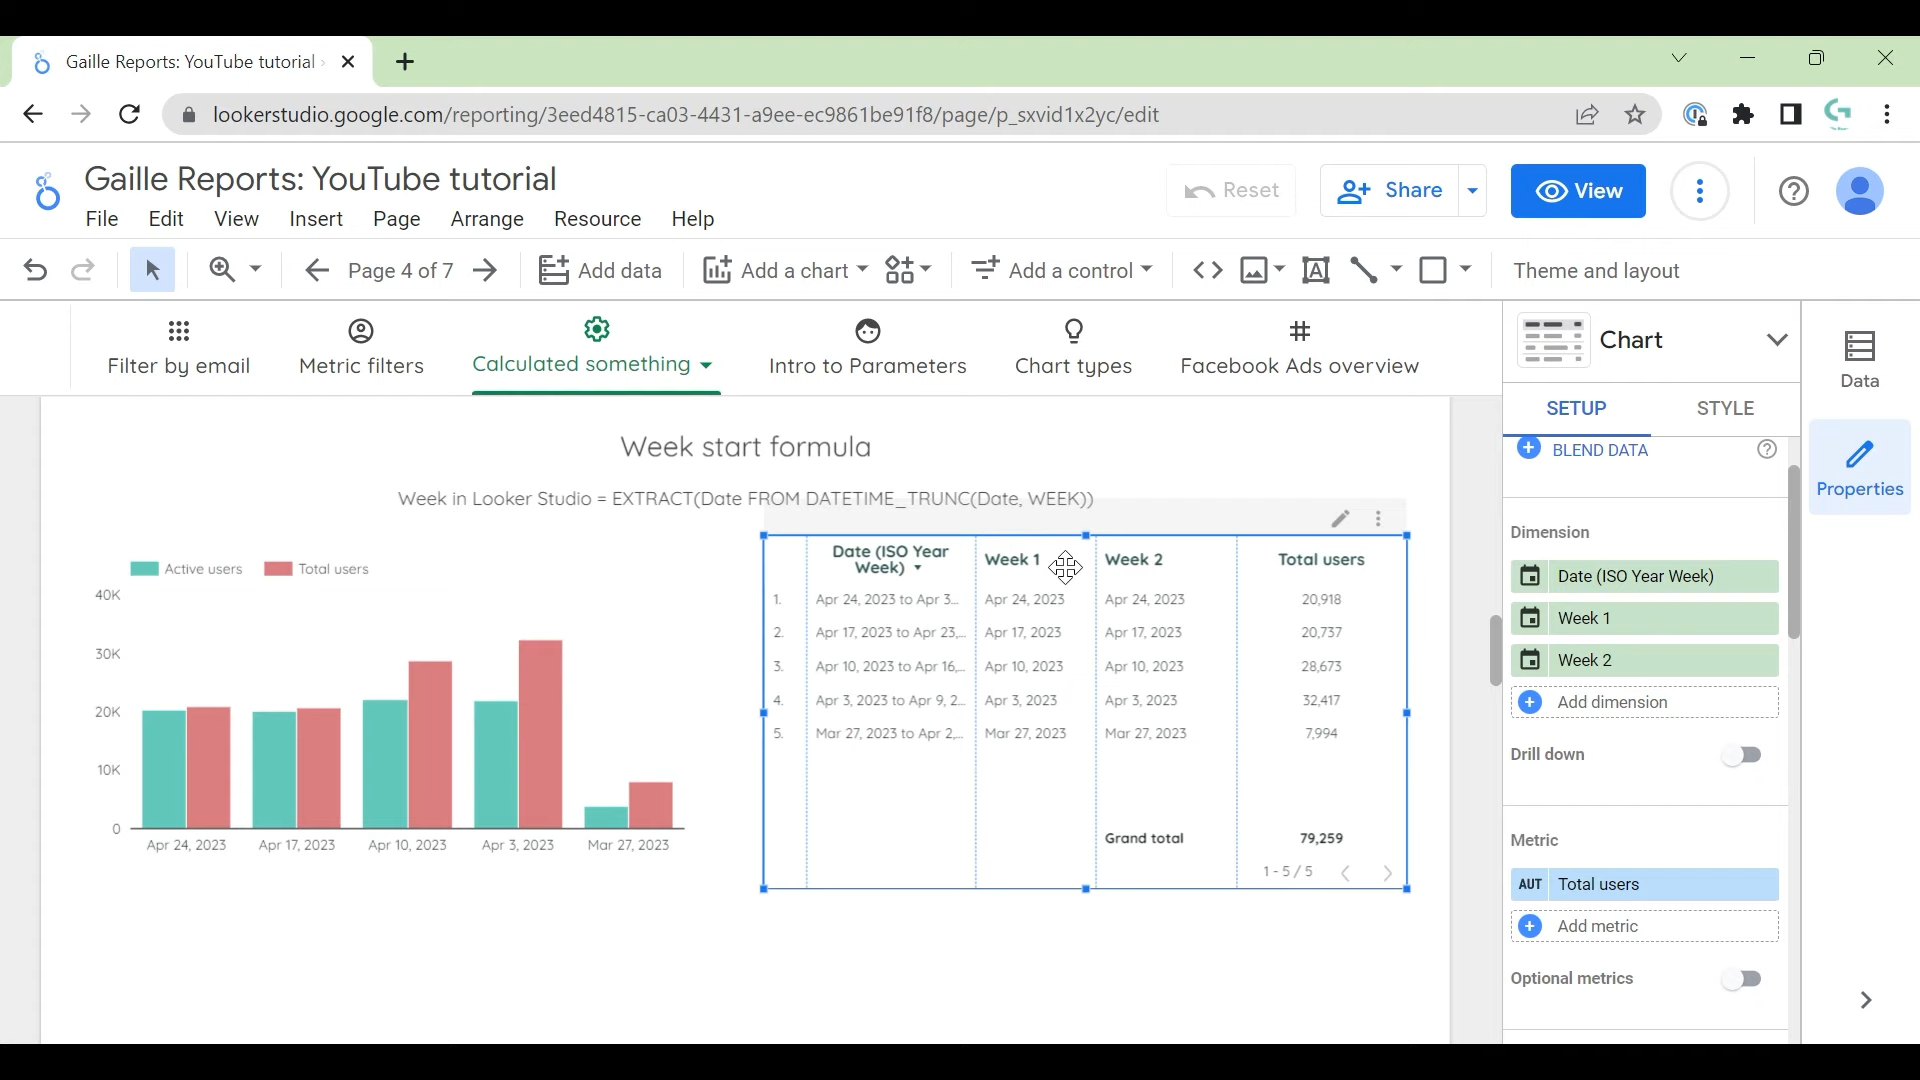 Gaille Reports: YouTube tutorial
lookerstudio.google.com/reporting/3eed4815-ca03-4431-a9ee-ec9861be91f8/page/p_sxvid1x2yc/edit
Gaille Reports: YouTube tutorial
Reset
Share
View
File Edit View Insert Page Arrange Resource Help
Page 4 of 7
Add data
Add a chart
Add a control
Theme and layout
Filter by email
Metric filters
Calculated something
Intro to Parameters
Chart types
Facebook Ads overview
Week start formula
Week in Looker Studio = EXTRACT(Date FROM DATETIME_TRUNC(Date, WEEK))
Active users Total users
40K
30K
20K
10K
0
Apr 24, 2023 Apr 17, 2023 Apr 10, 2023 Apr 3, 2023 Mar 27, 2023
Date (ISO Year Week) Week 1 Week 2 Total users
1. Apr 24, 2023 to Apr 3... Apr 24, 2023 Apr 24, 2023 20,918
2. Apr 17, 2023 to Apr 23,... Apr 17, 2023 Apr 17, 2023 20,737
3. Apr 10, 2023 to Apr 16,... Apr 10, 2023 Apr 10, 2023 28,673
4. Apr 3, 2023 to Apr 9, 2... Apr 3, 2023 Apr 3, 2023 32,417
5. Mar 27, 2023 to Apr 2,... Mar 27, 2023 Mar 27, 2023 7,994
Grand total 79,259
1 - 5 / 5
Chart
SETUP STYLE
BLEND DATA
Dimension
Date (ISO Year Week)
Week 1
Week 2
Add dimension
Drill down
Metric
AUT Total users
Add metric
Optional metrics
Data
Properties